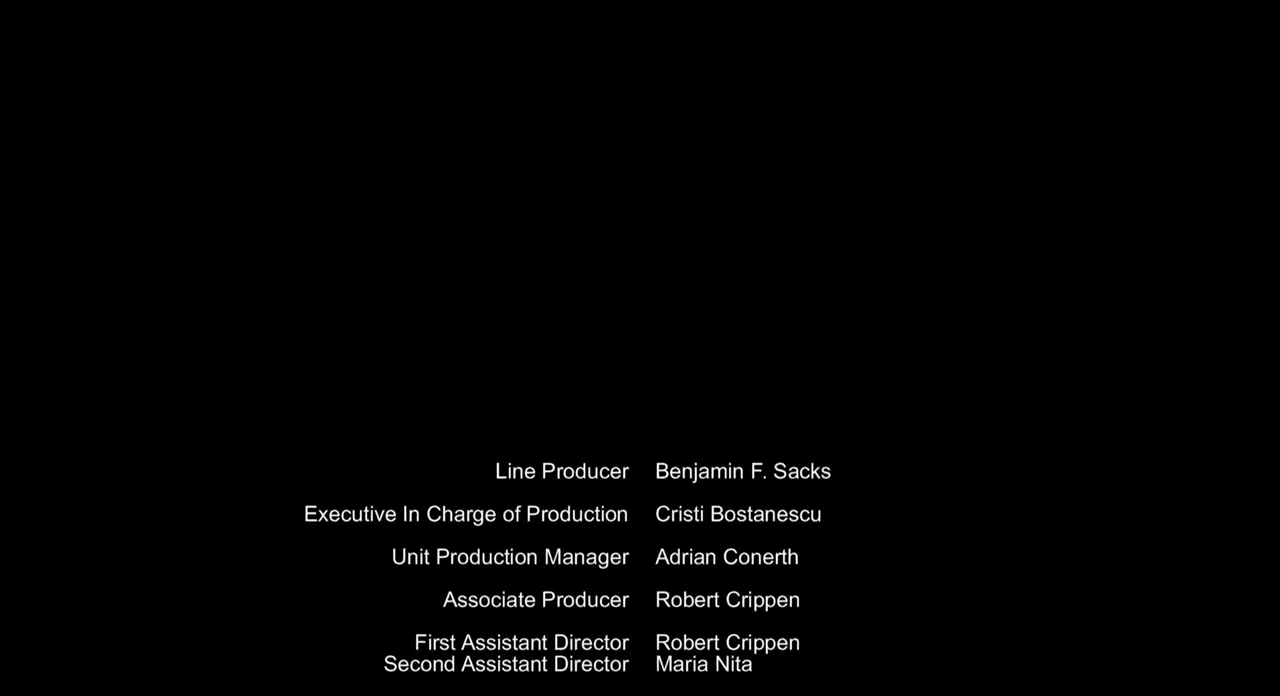 Line Producer Benjamin F. Sacks
Executive In Charge of Production Cristi Bostanescu
Unit Production Manager Adrian Conerth
Associate Producer Robert Crippen
First Assistant Director Robert Crippen
Second Assistant Director Maria Nita